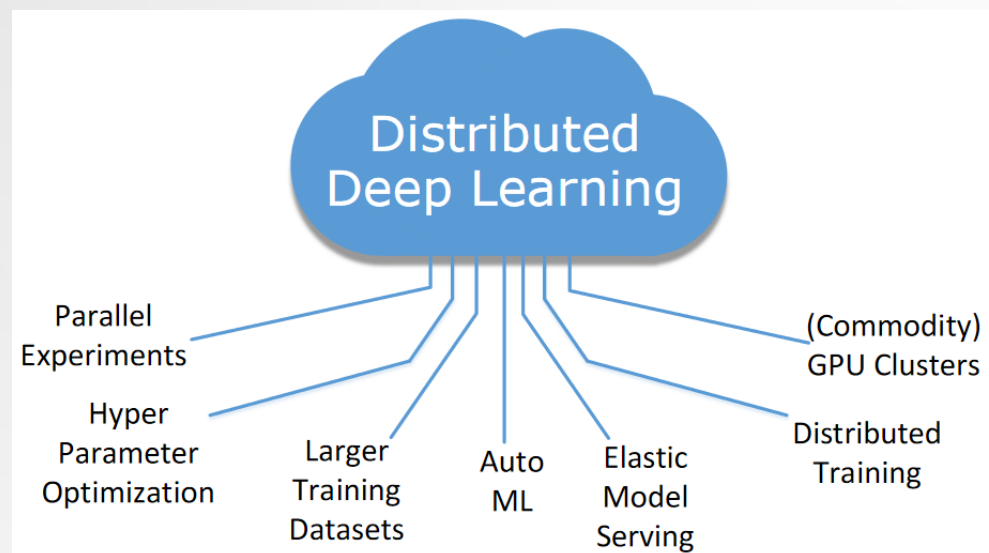 Distributed
Deep Learning
Parallel
Experiments
Hyper
Parameter
Optimization
Larger
Training
Datasets
Auto
ML
Elastic
Model
Serving
Distributed
Training
(Commodity)
GPU Clusters